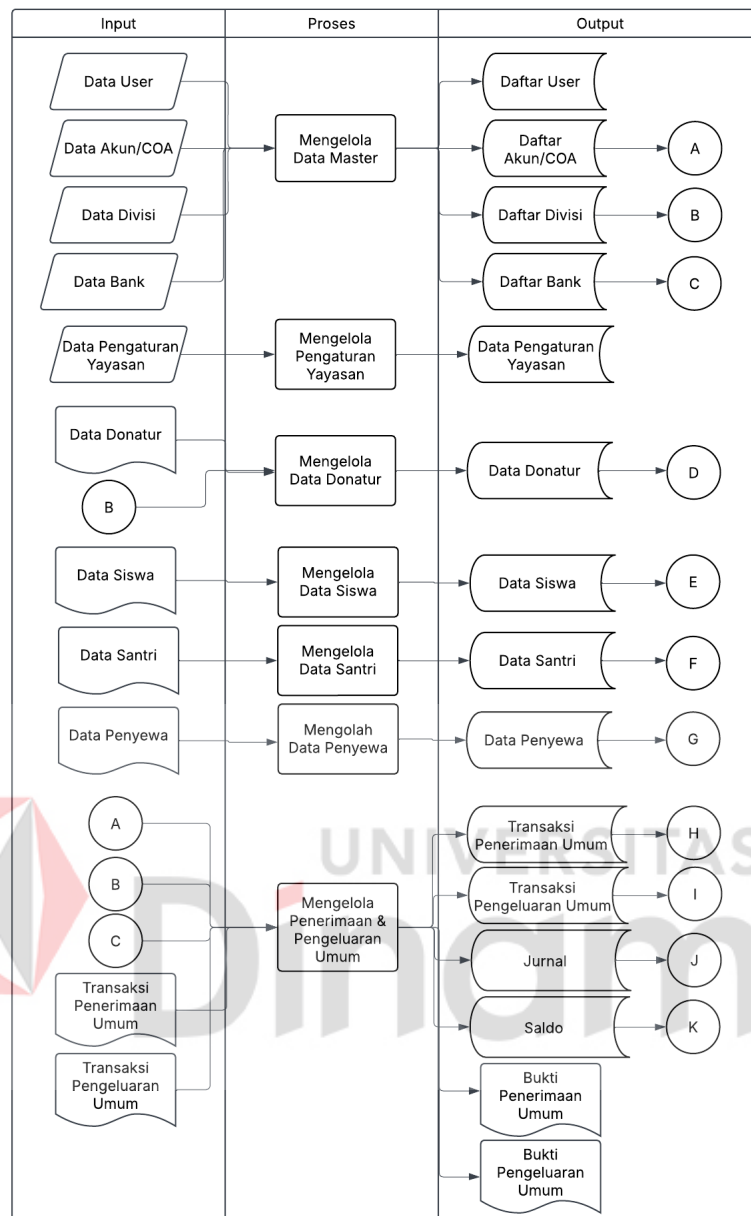 Input
Proses
Output
Data User
Data Akun/COA
Data Divisi
Data Bank
Mengelola
Data Master
Daftar User
Daftar
Akun/COA
A
Daftar Divisi
B
Daftar Bank
C
Data Pengaturan
Yayasan
Mengelola
Pengaturan
Yayasan
Data Pengaturan
Yayasan
Data Donatur
B
Mengelola
Data Donatur
Data Donatur
D
Data Siswa
Mengelola
Data Siswa
Data Siswa
E
Data Santri
Mengelola
Data Santri
Data Santri
F
Data Penyewa
Mengolah
Data Penyewa
Data Penyewa
G
A
B
C
Transaksi
Penerimaan
Umum
Transaksi
Pengeluaran
Umum
Mengelola
Penerimaan &
Pengeluaran
Umum
Transaksi
Penerimaan Umum
H
Transaksi
Pengeluaran Umum
I
Jurnal
J
Saldo
K
Bukti
Penerimaan
Umum
Bukti
Pengeluaran
Umum
UNIVERSITAS
Dinam